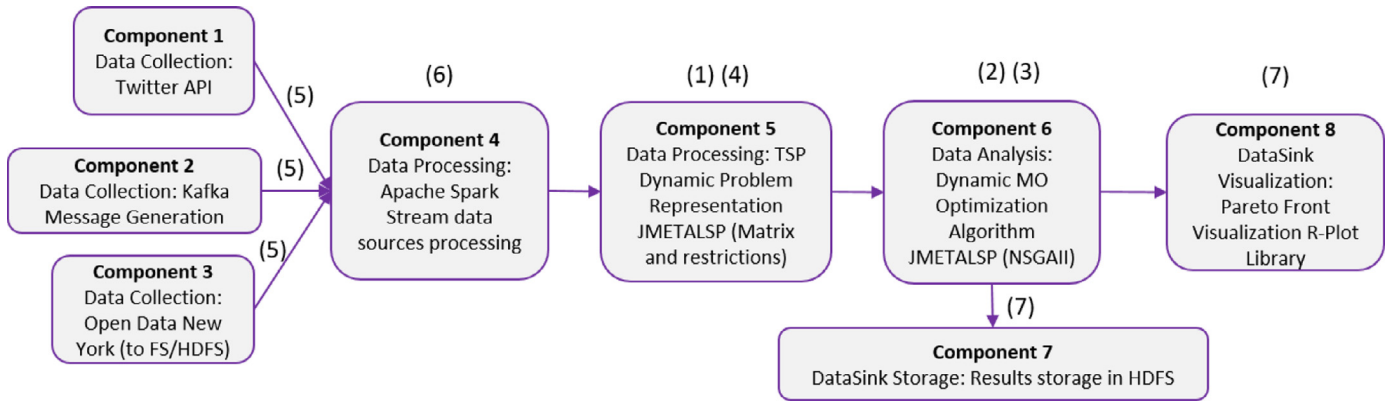 Component 1
Data Collection:
Twitter API
(5)
Component 2
Data Collection: Kafka
Message Generation
(5)
Component 3
Data Collection:
Open Data New
York (to FS/HDFS)
(5)
(6)
Component 4
Data Processing:
Apache Spark
Stream data
sources processing
(1) (4)
Component 5
Data Processing: TSP
Dynamic Problem
Representation
JMETALSP (Matrix
and restrictions)
(2) (3)
Component 6
Data Analysis:
Dynamic MO
Optimization
Algorithm
JMETALSP (NSGAII)
(7)
Component 8
DataSink
Visualization:
Pareto Front
Visualization R-Plot
Library
(7)
Component 7
DataSink Storage: Results storage in HDFS